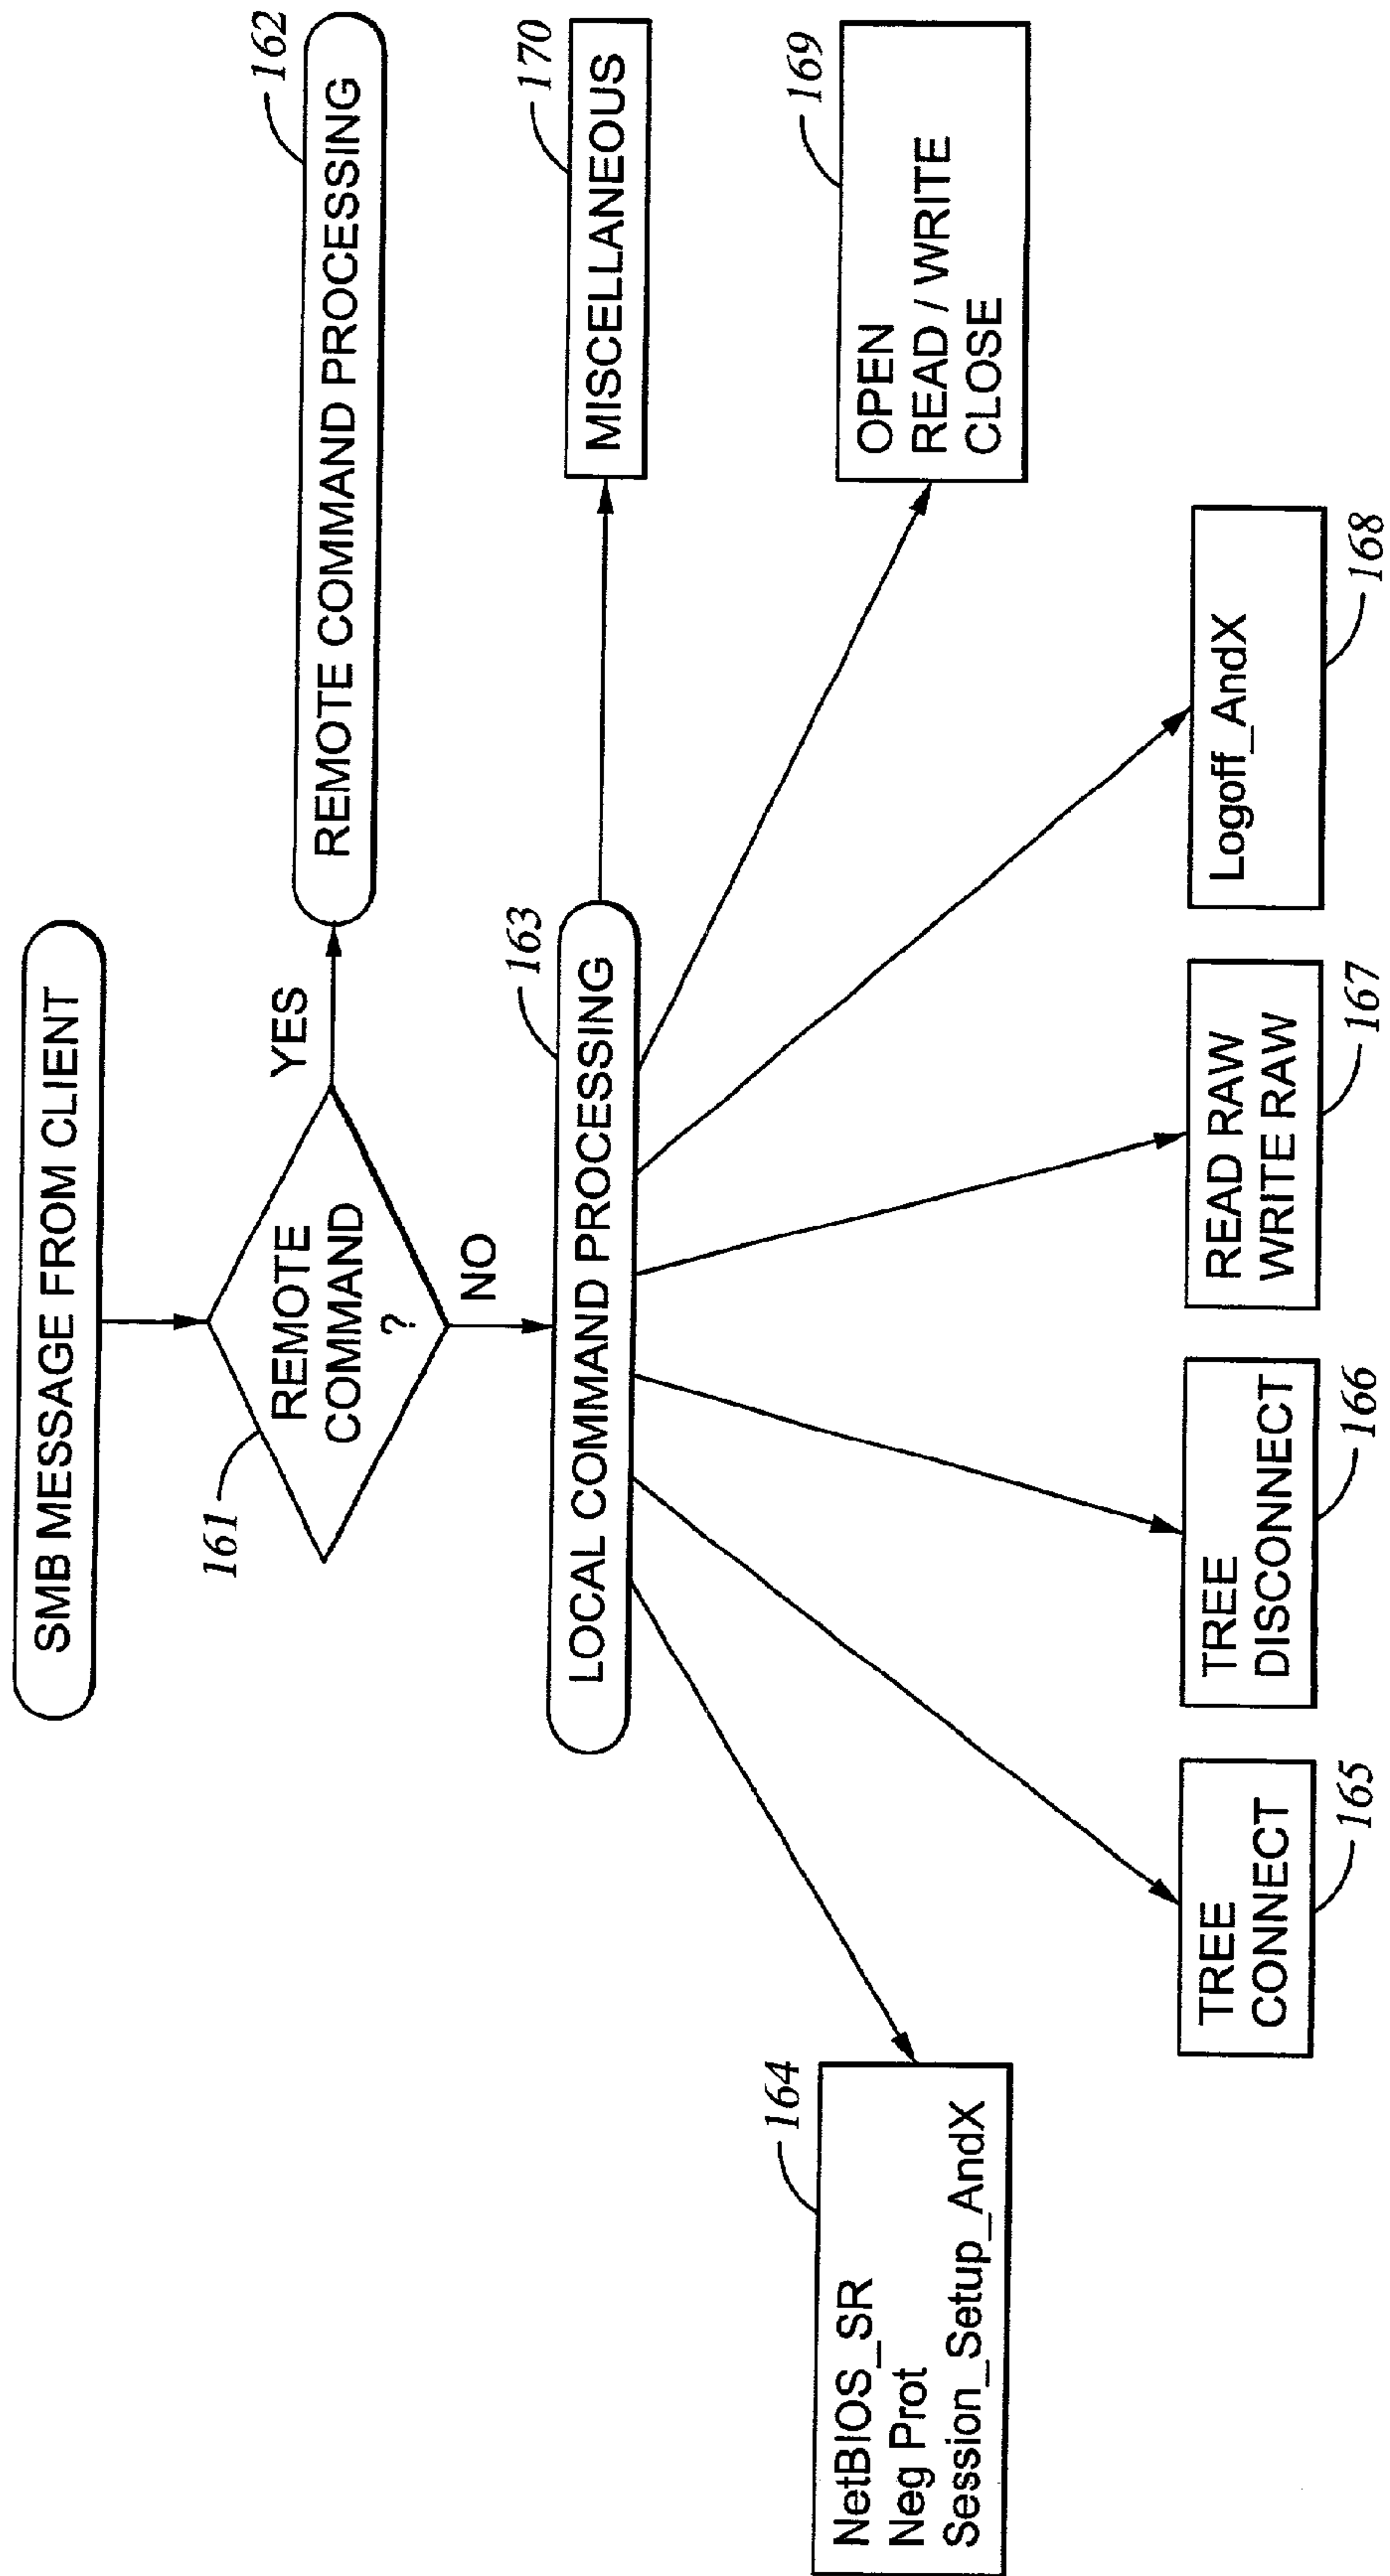 SMB MESSAGE FROM CLIENT
161
REMOTE
COMMAND
?
YES
162
REMOTE COMMAND PROCESSING
NO
163
LOCAL COMMAND PROCESSING
170
MISCELLANEOUS
164
NetBIOS_SR
Neg Prot
Session_Setup_AndX
169
OPEN
READ / WRITE
CLOSE
TREE
CONNECT
165
TREE
DISCONNECT
166
READ RAW
WRITE RAW
167
Logoff_AndX
168